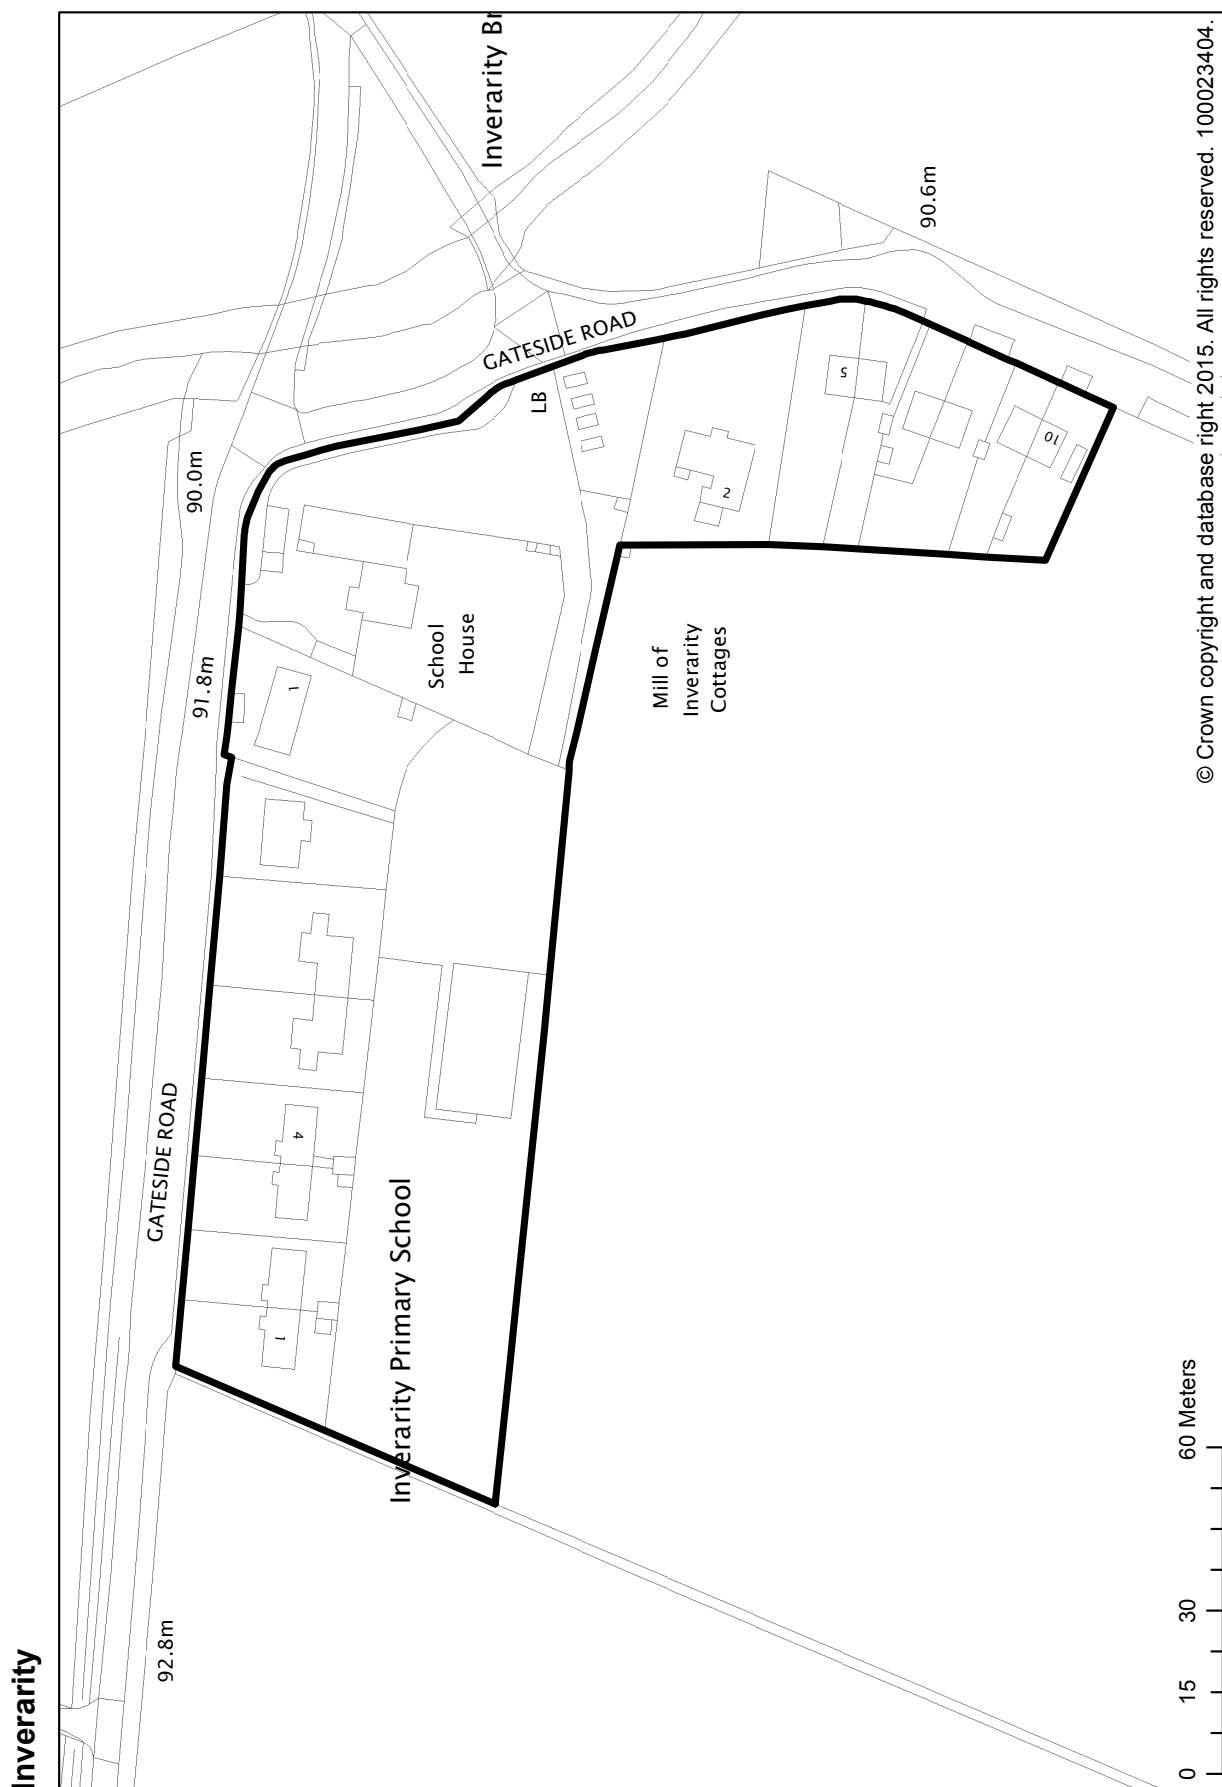 Inverarity
Inverarity Br
90.6m
90.0m
GATESIDE ROAD
LB
5
10
2
91.8m
School
House
1
Mill of
Inverarity
Cottages
GATESIDE ROAD
4
1
Inverarity Primary School
92.8m
0 15 30 60 Meters
© Crown copyright and database right 2015. All rights reserved. 100023404.